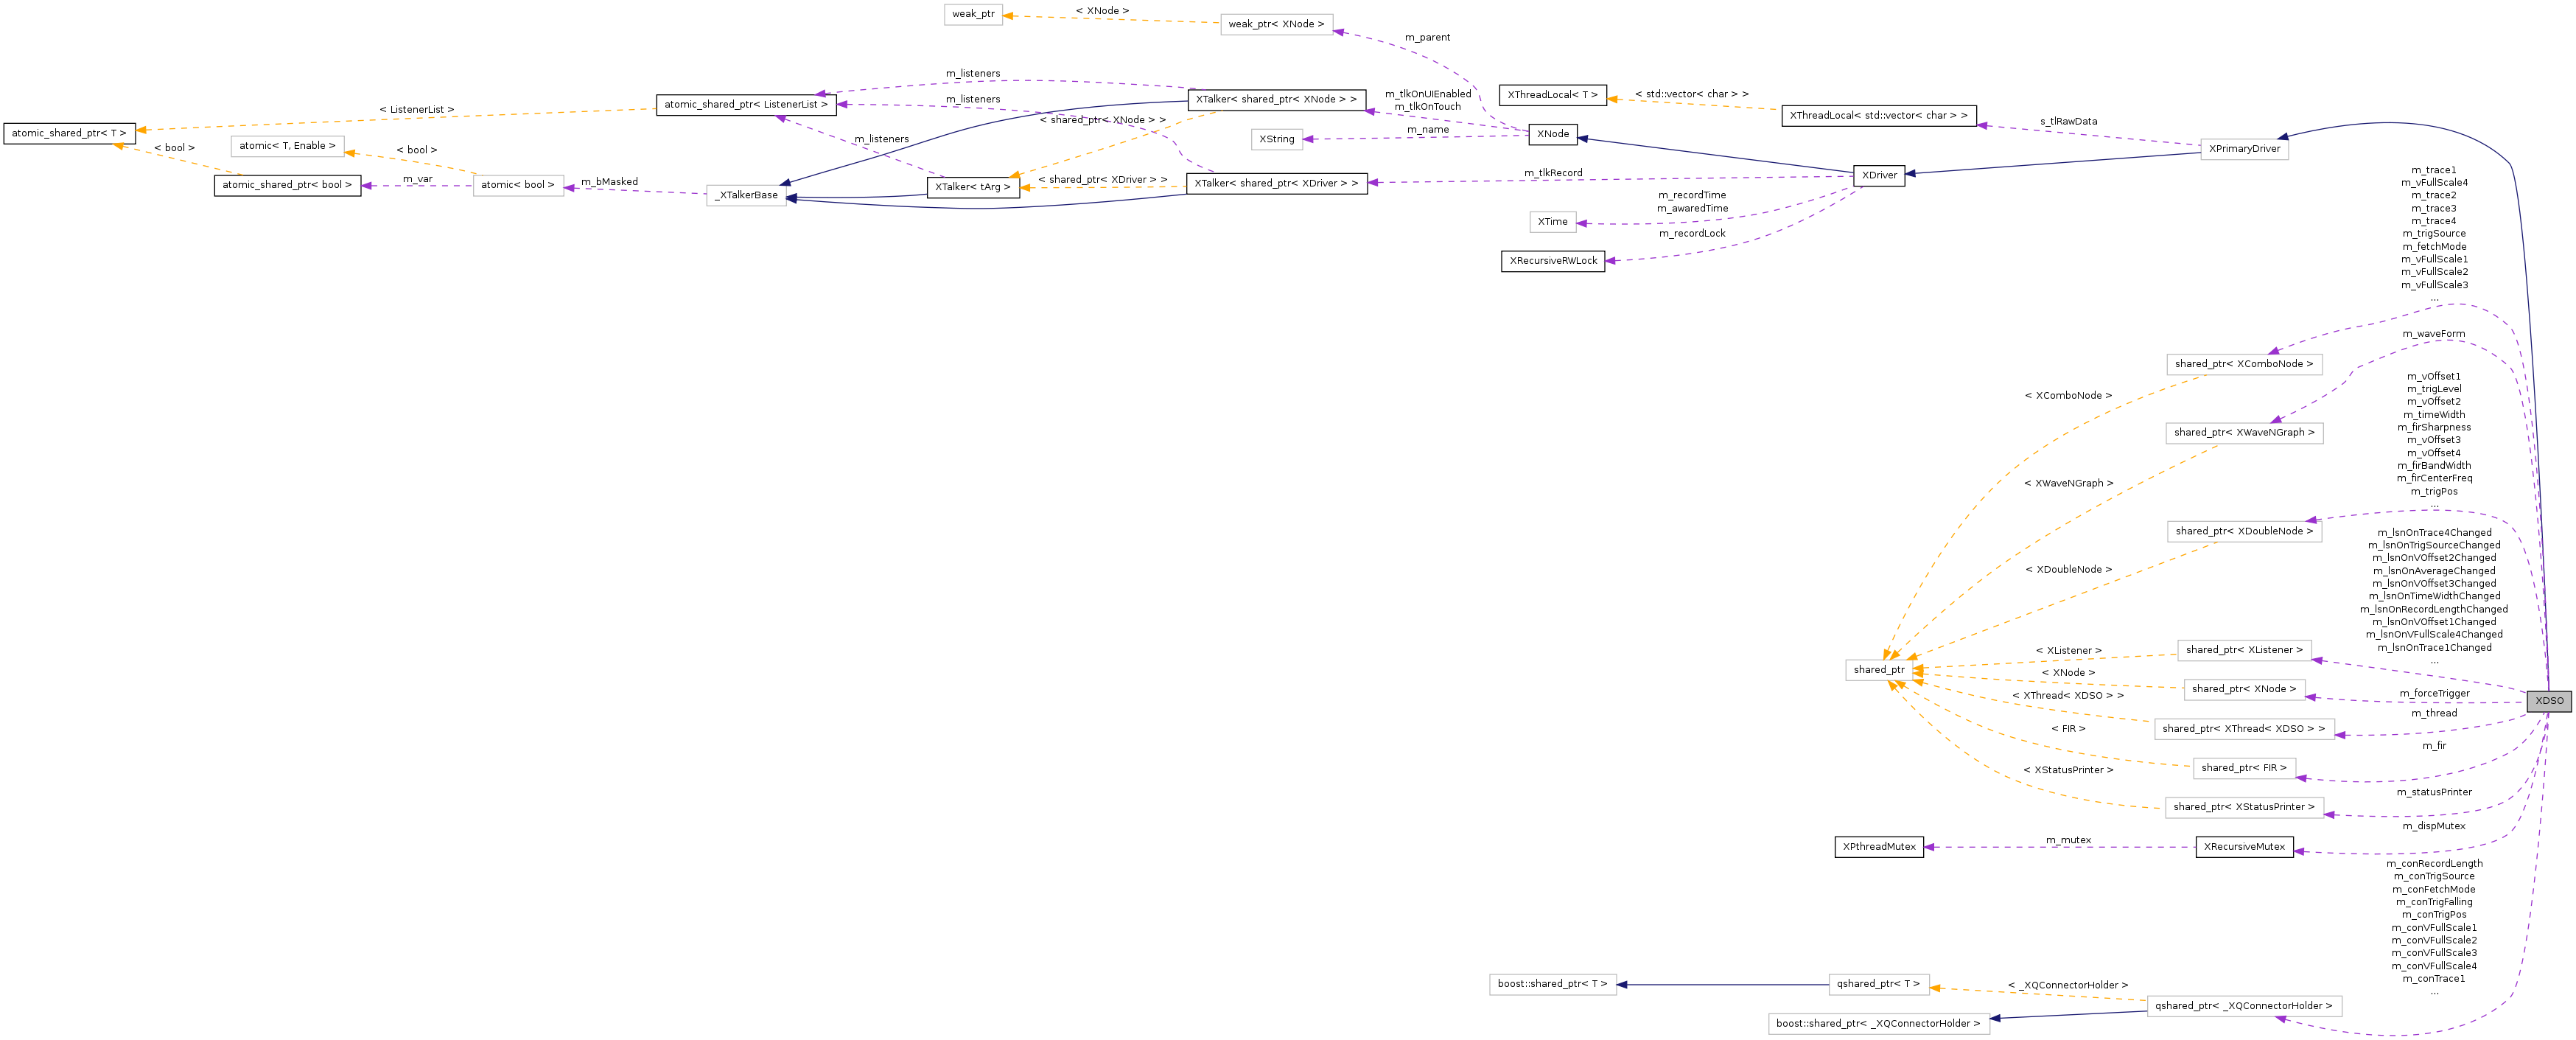 weak_ptr
< XNode >
weak_ptr< XNode >
m_parent
m_listeners
atomic_shared_ptr< ListenerList >
m_listeners
XTalker< shared_ptr< XNode > >
m_tlkOnUIEnabled
m_tlkOnTouch
XThreadLocal< T >
< std::vector< char > >
XThreadLocal< std::vector< char > >
< ListenerList >
< shared_ptr< XNode > >
s_tlRawData
atomic_shared_ptr< T >
m_listeners
XString
m_name
XNode
atomic< T, Enable >
< bool >
< bool >
XPrimaryDriver
atomic_shared_ptr< bool >
m_var
atomic< bool >
m_bMasked
_XTalkerBase
XTalker< tArg >
< shared_ptr< XDriver > >
XTalker< shared_ptr< XDriver > >
m_tlkRecord
XDriver
m_recordTime
m_awaredTime
XTime
m_recordLock
XRecursiveRWLock
m_trace1
m_vFullScale4
m_trace2
m_trace3
m_trace4
m_trigSource
m_fetchMode
m_vFullScale1
m_vFullScale2
m_vFullScale3
...
m_waveForm
shared_ptr< XComboNode >
< XComboNode >
m_vOffset1
m_trigLevel
m_vOffset2
m_timeWidth
m_firSharpness
m_vOffset3
m_vOffset4
m_firBandWidth
m_firCenterFreq
m_trigPos
...
shared_ptr< XWaveNGraph >
< XWaveNGraph >
shared_ptr< XDoubleNode >
< XDoubleNode >
m_lsnOnTrace4Changed
m_lsnOnTrigSourceChanged
m_lsnOnVOffset2Changed
m_lsnOnAverageChanged
m_lsnOnVOffset3Changed
m_lsnOnTimeWidthChanged
m_lsnOnRecordLengthChanged
m_lsnOnVOffset1Changed
m_lsnOnVFullScale4Changed
m_lsnOnTrace1Changed
...
shared_ptr
< XListener >
shared_ptr< XListener >
< XNode >
shared_ptr< XNode >
m_forceTrigger
XDSO
< XThread< XDSO > >
shared_ptr< XThread< XDSO > >
m_thread
< FIR >
shared_ptr< FIR >
m_fir
< XStatusPrinter >
shared_ptr< XStatusPrinter >
m_statusPrinter
m_dispMutex
XPthreadMutex
m_mutex
XRecursiveMutex
m_conRecordLength
m_conTrigSource
m_conFetchMode
m_conTrigFalling
m_conTrigPos
m_conVFullScale1
m_conVFullScale2
m_conVFullScale3
m_conVFullScale4
m_conTrace1
...
boost::shared_ptr< T >
qshared_ptr< T >
< _XQConnectorHolder >
qshared_ptr< _XQConnectorHolder >
boost::shared_ptr< _XQConnectorHolder >